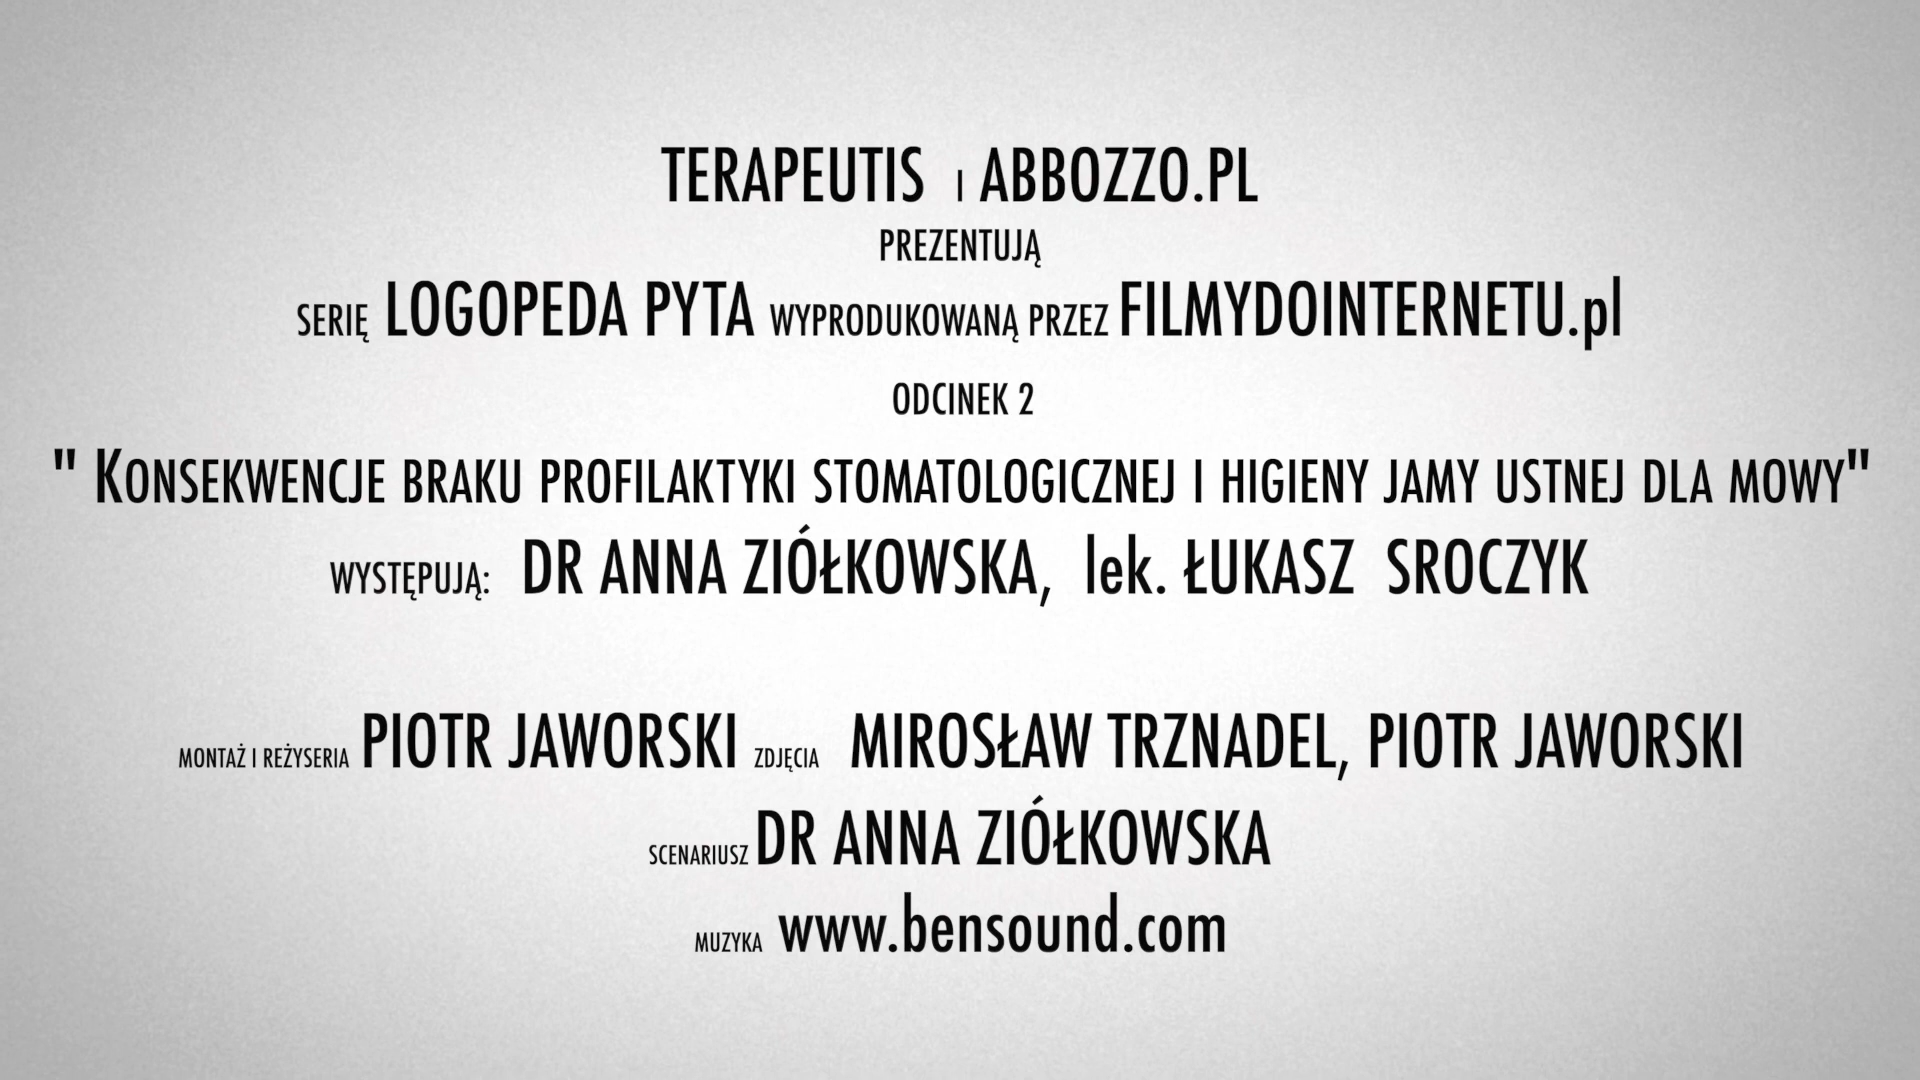 TERAPEUTIS I ABBOZZO.PL
PREZENTUJĄ
SERIĘ LOGOPEDA PYTA WYPRODUKOWANĄ PRZEZ FILMYDOINTERNETU.pl
ODCINEK 2
" KONSEKWENCJE BRAKU PROFILAKTYKI STOMATOLOGICZNEJ I HIGIENY JAMY USTNEJ DLA MOWY"
WYSTĘPUJĄ: DR ANNA ZIÓŁKOWSKA, lek. ŁUKASZ SROCZYK
MONTAŻ I REŻYSERIA PIOTR JAWORSKI ZDJĘCIA MIROSŁAW TRZNADEL, PIOTR JAWORSKI
SCENARIUSZ DR ANNA ZIÓŁKOWSKA
MUZYKA www.bensound.com